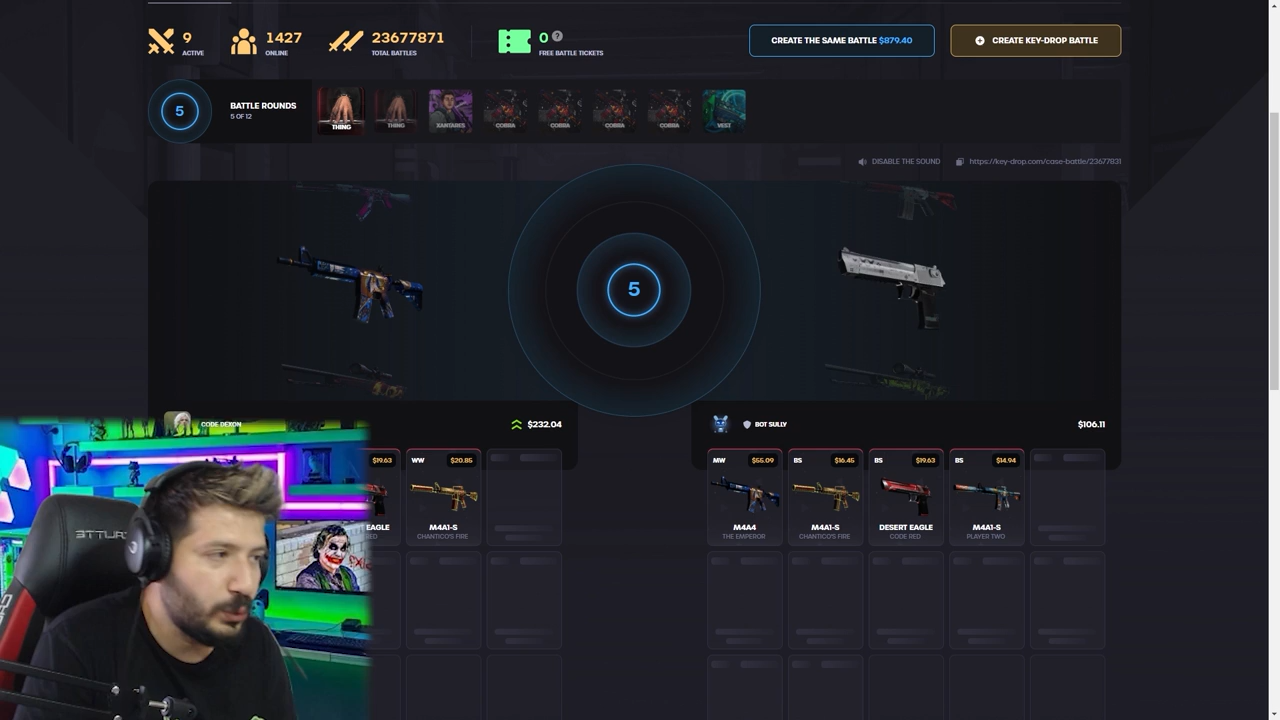 9
ACTIVE
1427
ONLINE
23677871
TOTAL BATTLES
0 ?
FREE BATTLE TICKETS
CREATE THE SAME BATTLE $879.40
CREATE KEY-DROP BATTLE
5
BATTLE ROUNDS
5 OF 12
THING
THING
XANTARES
COBRA
COBRA
COBRA
COBRA
VEST
DISABLE THE SOUND
https://key-drop.com/case-battle/23677831
5
CODE DEXON
$232.04
BOT SULLY
$106.11
$19.63
EAGLE
WW $20.85
M4A1-S
CHANTICO'S FIRE
MW $55.09
M4A4
THE EMPEROR
BS $16.45
M4A1-S
CHANTICO'S FIRE
BS $19.63
DESERT EAGLE
CODE RED
BS $14.94
M4A1-S
PLAYER TWO